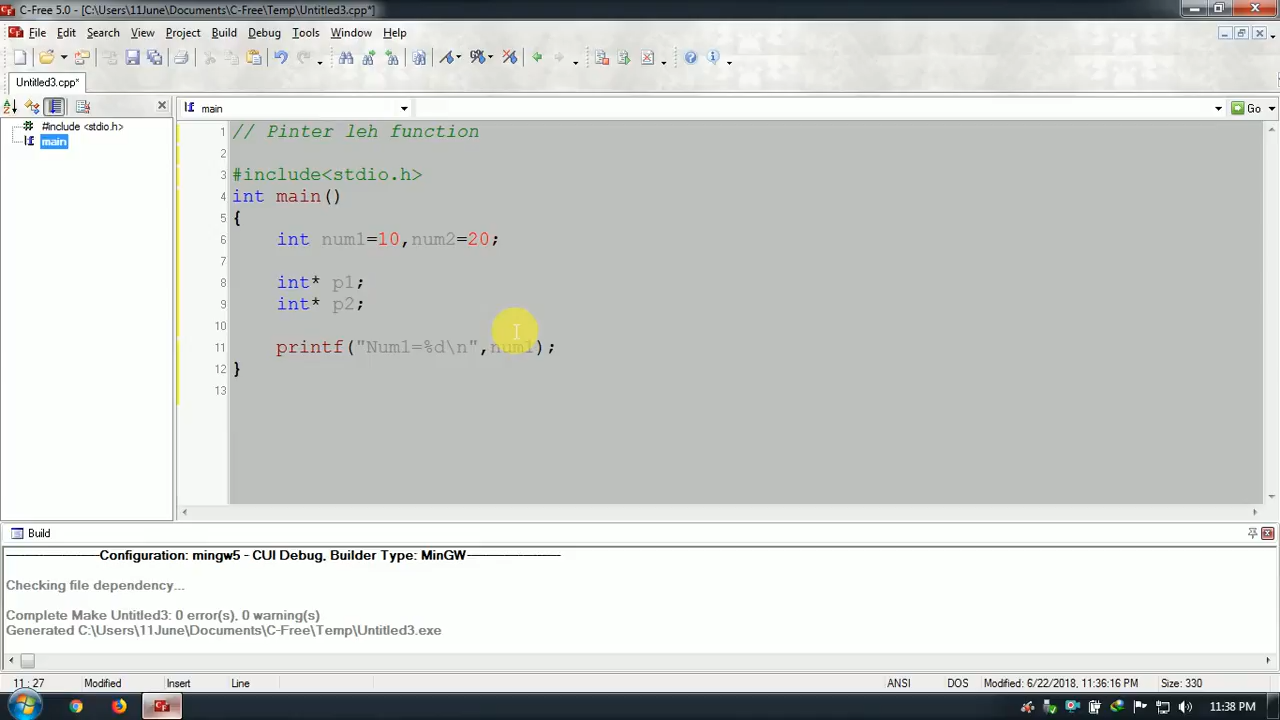 C-Free 5.0 - [C:\Users\11June\Documents\C-Free\Temp\Untitled3.cpp*]
File Edit Search View Project Build Debug Tools Window Help
Untitled3.cpp*
main
Go
#include <stdio.h>
main
1 // Pinter leh function
2
3 #include<stdio.h>
4 int main()
5 {
6 int num1=10,num2=20;
7
8 int* p1;
9 int* p2;
10
11 printf("Num1=%d\n",num1);
12 }
13
Build
--------------------Configuration: mingw5 - CUI Debug, Builder Type: MinGW--------------------
Checking file dependency...
Complete Make Untitled3: 0 error(s), 0 warning(s)
Generated C:\Users\11June\Documents\C-Free\Temp\Untitled3.exe
11 : 27 Modified Insert Line ANSI DOS Modified: 6/22/2018, 11:36:16 PM Size: 330
11:38 PM